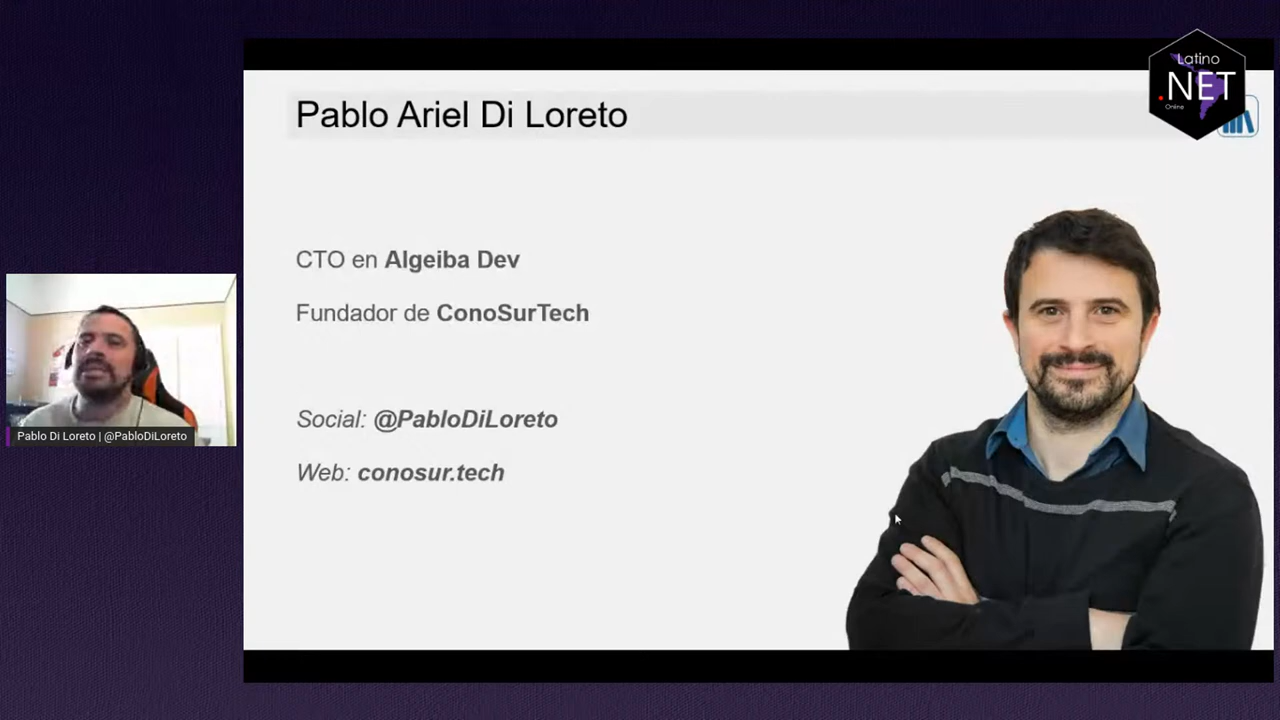 Latino
.NET
Online
Pablo Ariel Di Loreto
CTO en Algeiba Dev
Fundador de ConoSurTech
Social: @PabloDiLoreto
Web: conosur.tech
Pablo Di Loreto | @PabloDiLoreto